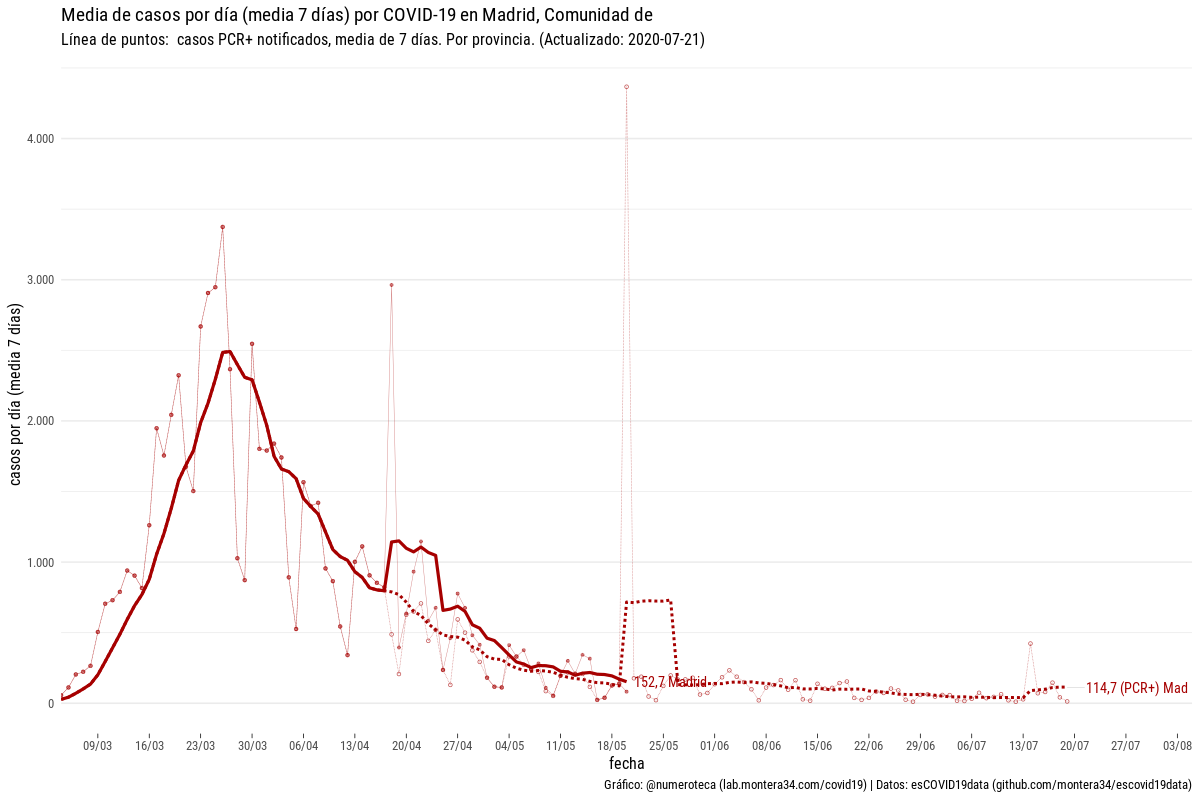 Media de casos por día (media 7 días) por COVID-19 en Madrid, Comunidad de
Línea de puntos:  casos PCR+ notificados, media de 7 días. Por provincia. (Actualizado: 2020-07-21)
casos por día (media 7 días)
4.000
3.000
2.000
1.000
0
152,7 Madrid
114,7 (PCR+) Mad
09/03 16/03 23/03 30/03 06/04 13/04 20/04 27/04 04/05 11/05 18/05 25/05 01/06 08/06 15/06 22/06 29/06 06/07 13/07 20/07 27/07 03/08
fecha
Gráfico: @numeroteca (lab.montera34.com/covid19) | Datos: esCOVID19data (github.com/montera34/escovid19data)